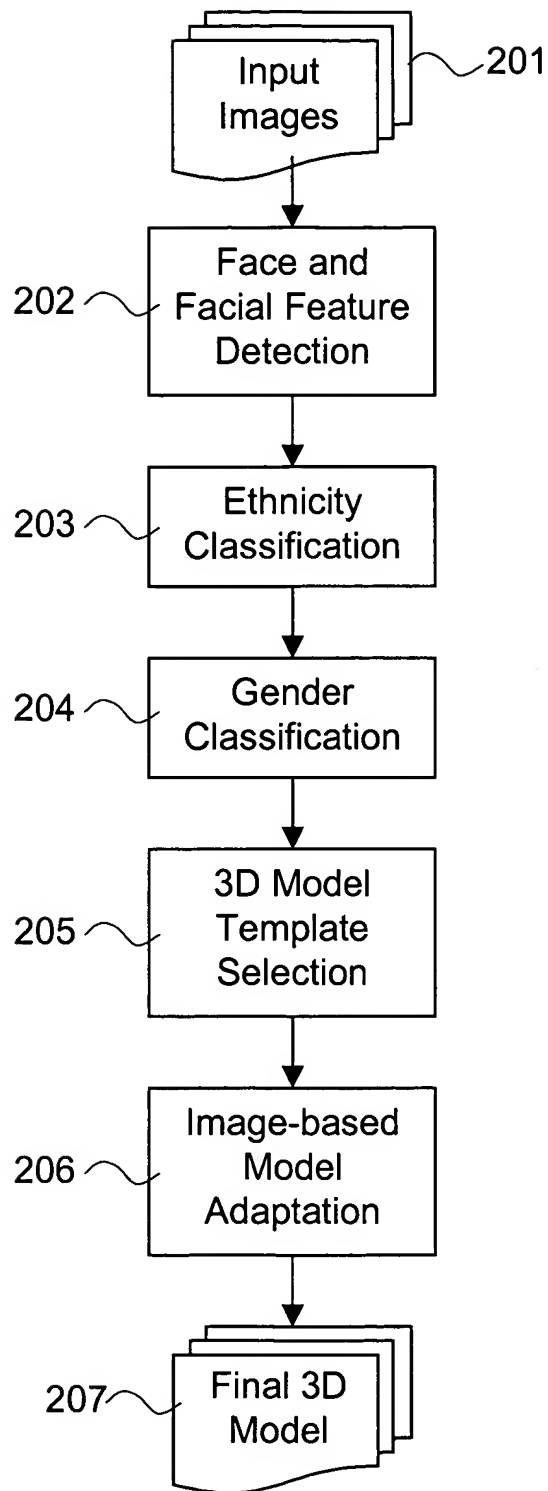 Input
Images
201
202
Face and
Facial Feature
Detection
203
Ethnicity
Classification
204
Gender
Classification
205
3D Model
Template
Selection
206
Image-based
Model
Adaptation
207
Final 3D
Model